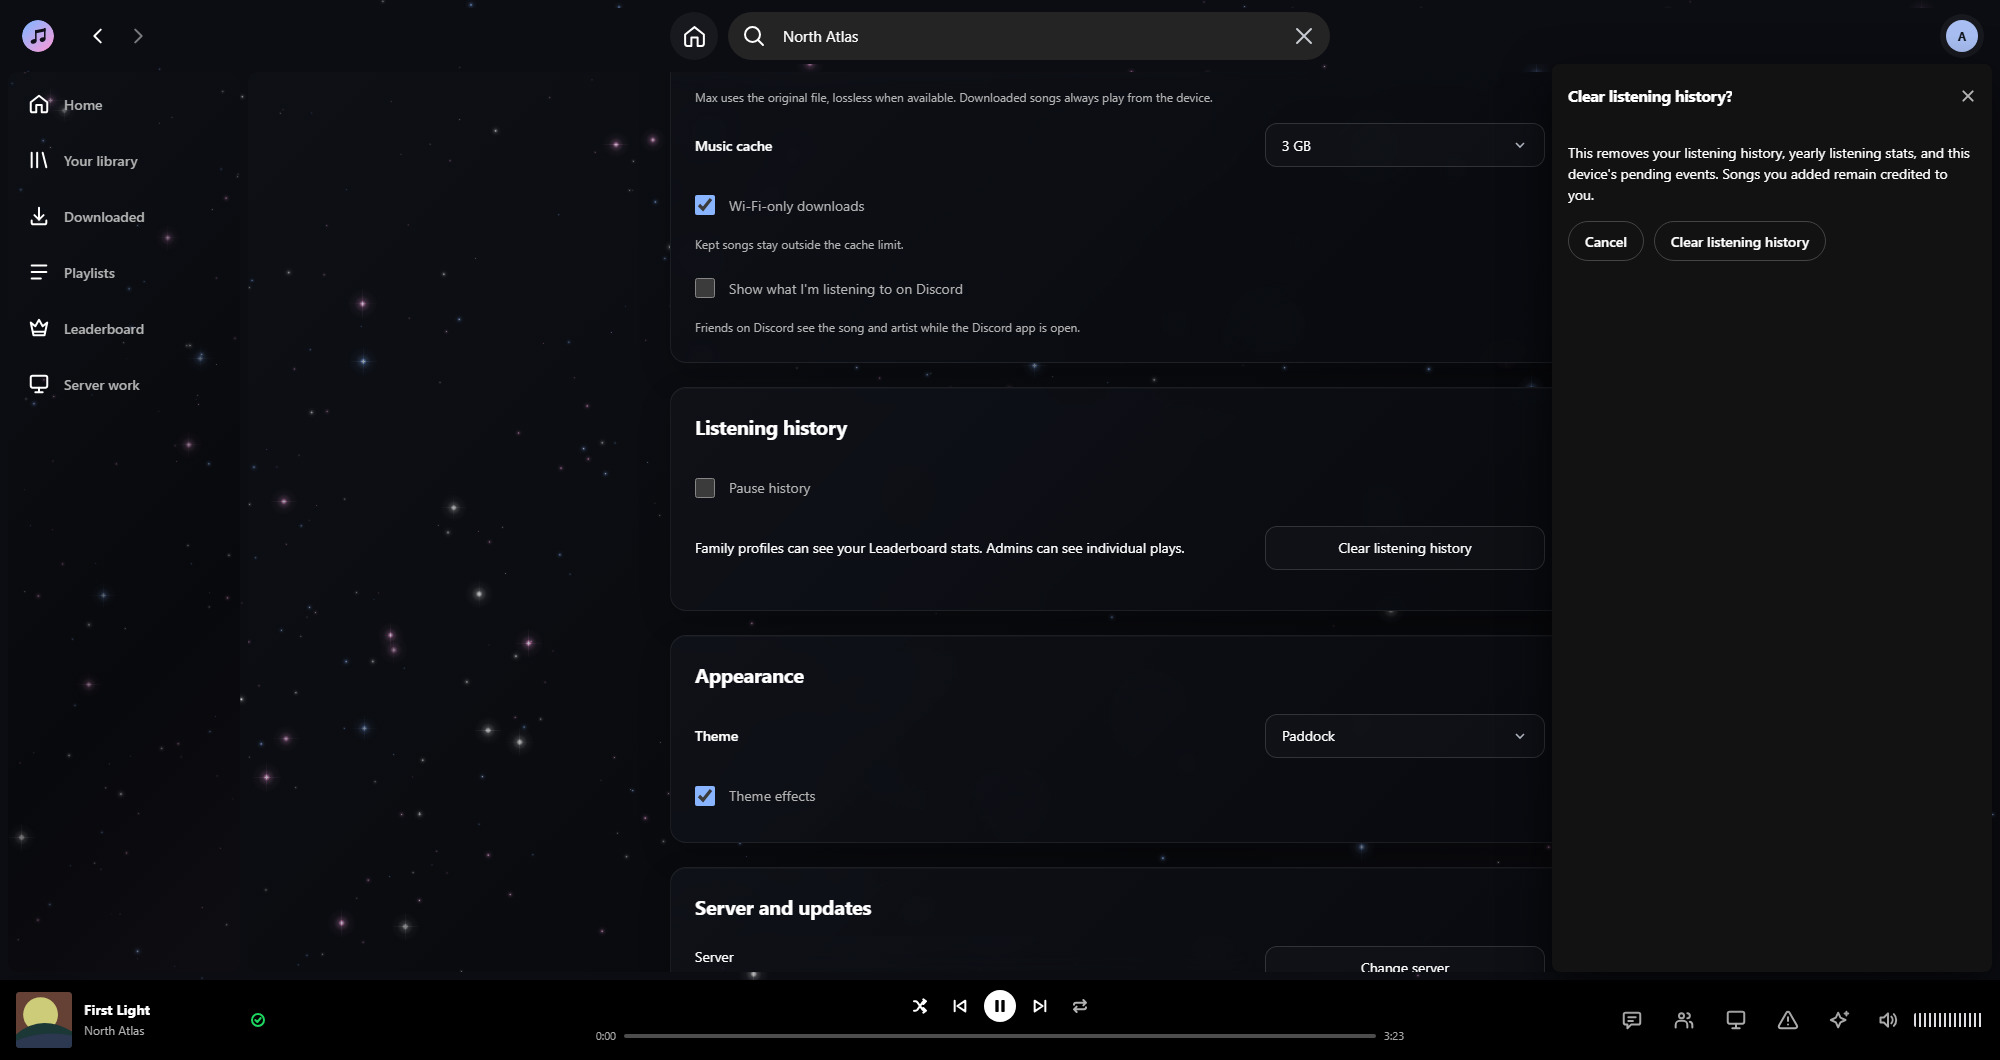 North Atlas
A
Home
Your library
Downloaded
Playlists
Leaderboard
Server work
Max uses the original file, lossless when available. Downloaded songs always play from the device.
Music cache
3 GB
Wi-Fi-only downloads
Kept songs stay outside the cache limit.
Show what I'm listening to on Discord
Friends on Discord see the song and artist while the Discord app is open.
Listening history
Pause history
Family profiles can see your Leaderboard stats. Admins can see individual plays.
Clear listening history
Appearance
Theme
Paddock
Theme effects
Server and updates
Server
Change server
Clear listening history?
This removes your listening history, yearly listening stats, and this
device's pending events. Songs you added remain credited to
you.
Cancel
Clear listening history
First Light
North Atlas
0:00
3:23